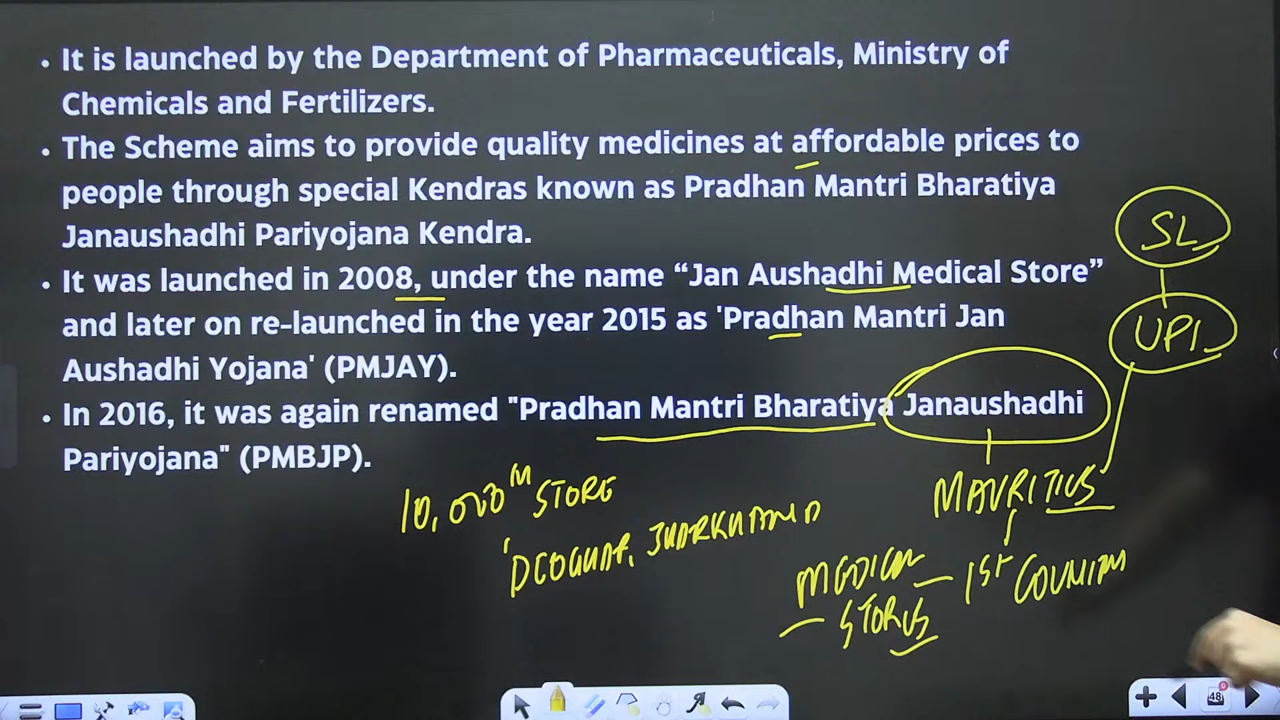 • It is launched by the Department of Pharmaceuticals, Ministry of
Chemicals and Fertilizers.
• The Scheme aims to provide quality medicines at affordable prices to
people through special Kendras known as Pradhan Mantri Bharatiya
Janaushadhi Pariyojana Kendra.
• It was launched in 2008, under the name “Jan Aushadhi Medical Store”
and later on re-launched in the year 2015 as 'Pradhan Mantri Jan
Aushadhi Yojana' (PMJAY).
• In 2016, it was again renamed "Pradhan Mantri Bharatiya Janaushadhi
Pariyojana" (PMBJP).
SL
UPI
10,000th STORE
DEOGHAR, JHARKHAND
MAURITIUS
1st COUNTRY
MEDICAL
STORES
48